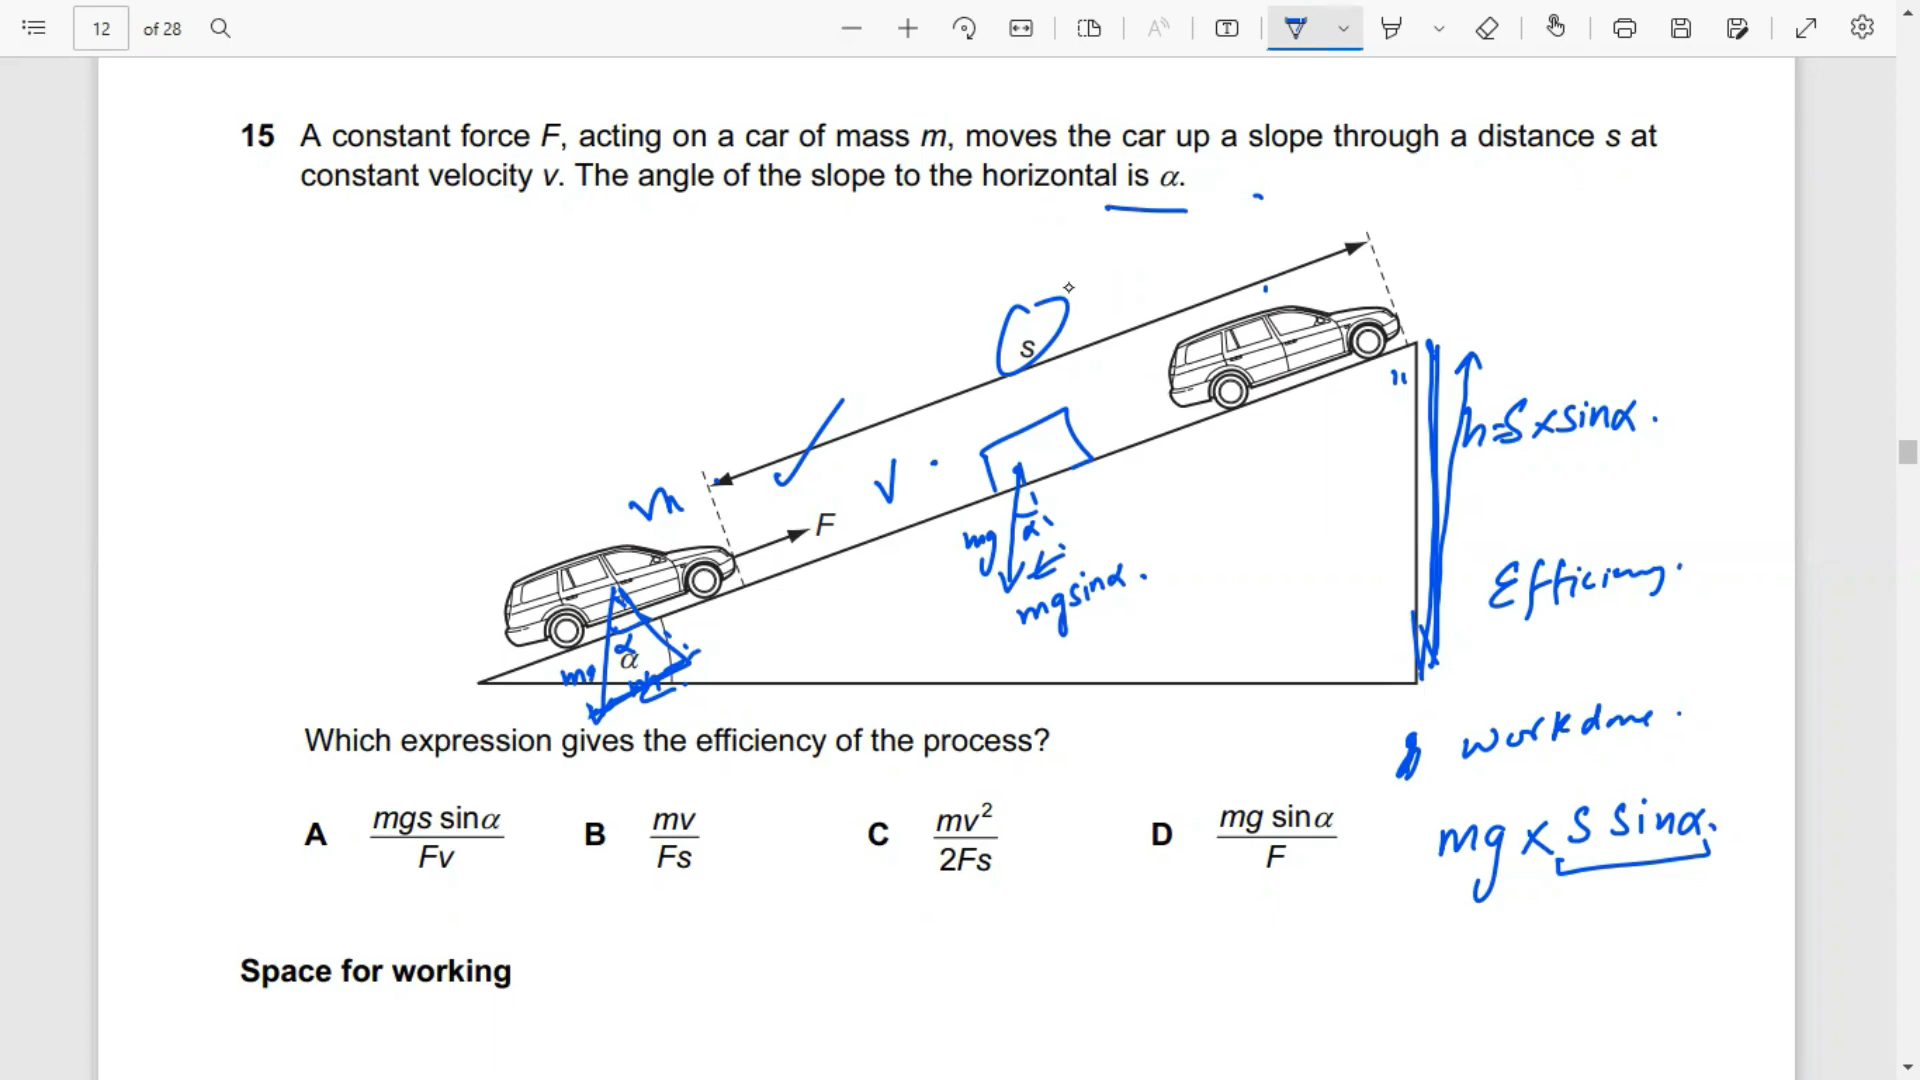 12 of 28
15 A constant force F, acting on a car of mass m, moves the car up a slope through a distance s at
constant velocity v. The angle of the slope to the horizontal is α.
s
h=S×sinα.
m
V
F
mg
α
mgsinα.
Efficiency.
α
α
Which expression gives the efficiency of the process?
workdone.
A mgs sinα / Fv B mv / Fs C mv² / 2Fs D mg sinα / F
mg × S Sinα.
Space for working